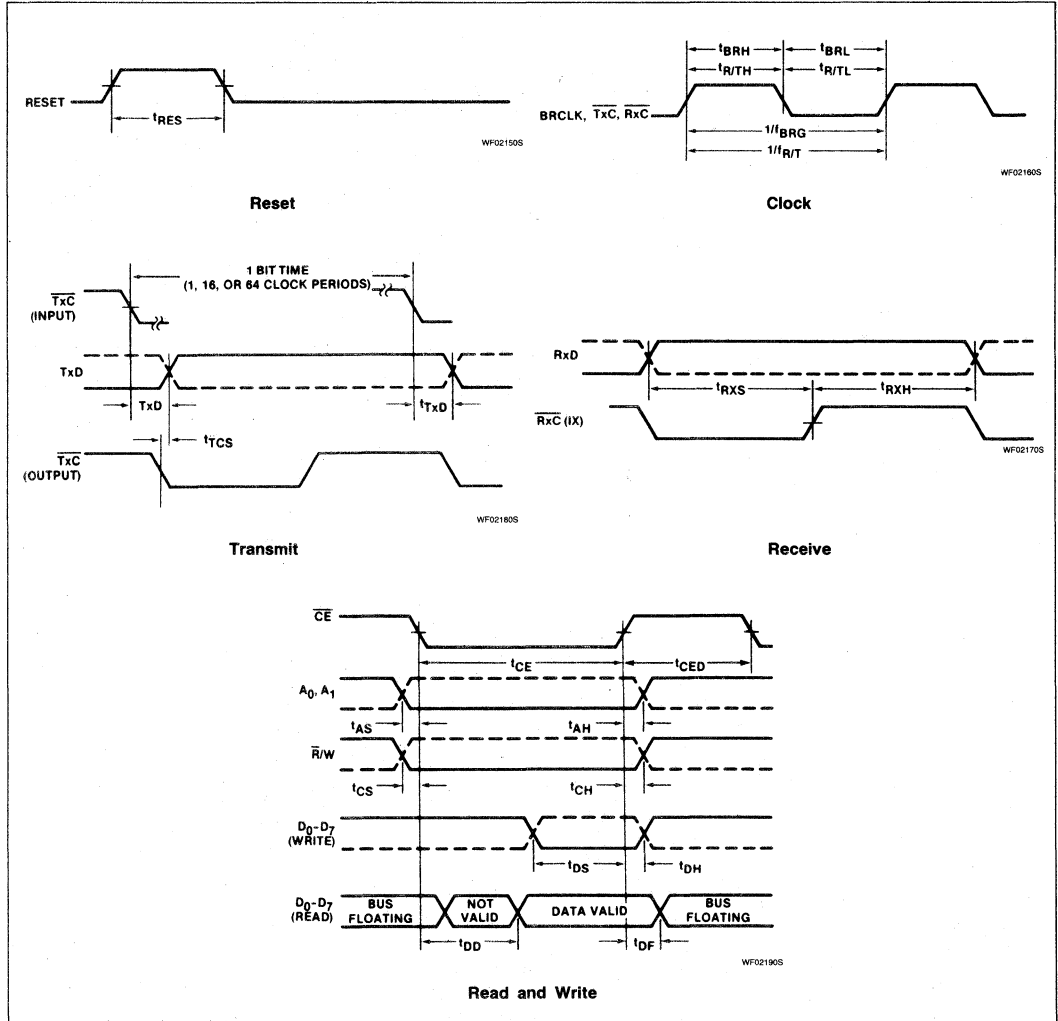 RESET
tRES
WF02150S
Reset
tBRH
tBRL
tR/TH
tR/TL
BRCLK, TxC, RxC
1/fBRG
1/fR/T
WF02160S
Clock
1 BIT TIME
(1, 16, OR 64 CLOCK PERIODS)
TxC
(INPUT)
TxD
TxD
tTxD
tTCS
TxC
(OUTPUT)
WF02180S
Transmit
RxD
tRXS
tRXH
RxC (IX)
WF02170S
Receive
CE
tCE
tCED
A0, A1
tAS
tAH
R/W
tCS
tCH
D0-D7
(WRITE)
tDS
tDH
D0-D7
(READ)
BUS
FLOATING
NOT
VALID
DATA VALID
BUS
FLOATING
tDD
tDF
WF02190S
Read and Write